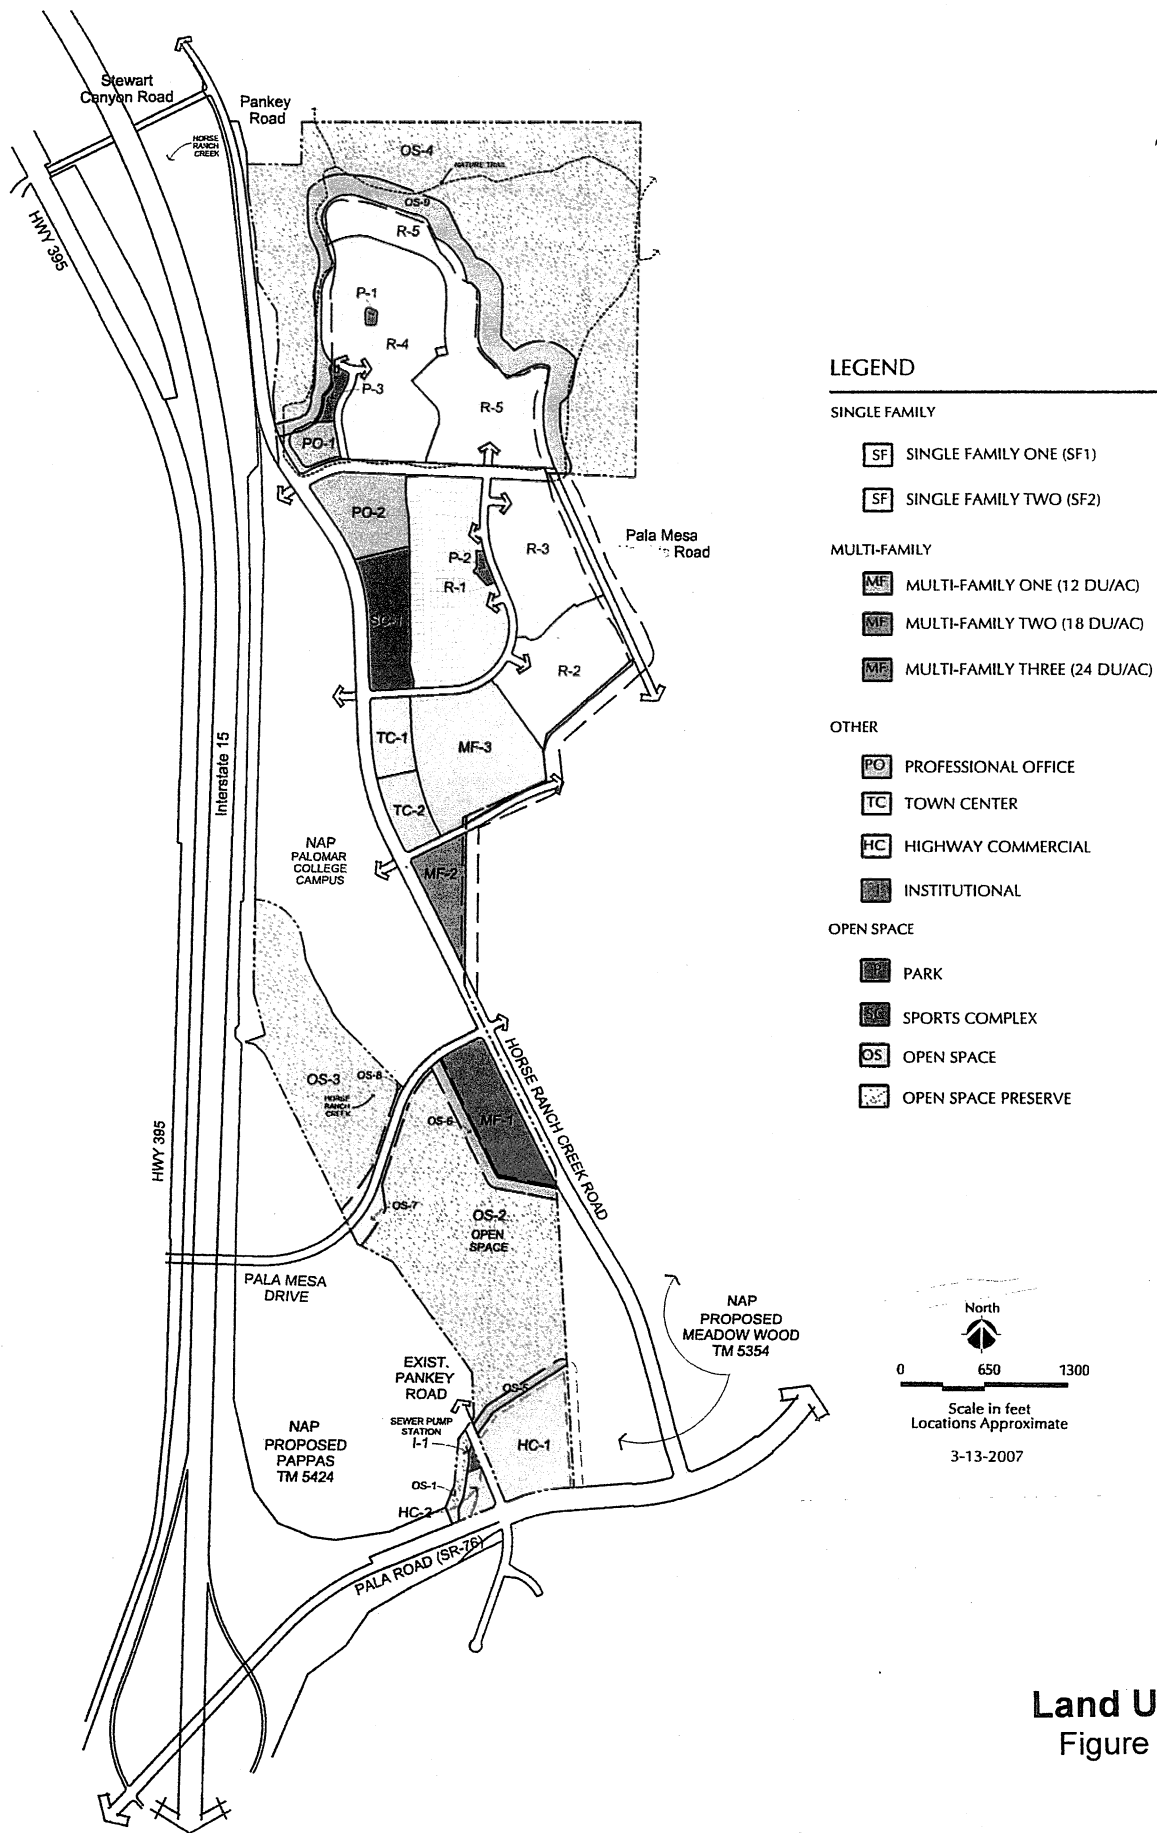 Stewart
Canyon Road
Pankey
Road
HORSE
RANCH
CREEK
OS-4
NATURE TRAIL
OS-9
HWY 395
R-5
P-1
R-4
P-3
R-5
PO-1
PO-2
Pala Mesa
Road
R-3
P-2
R-1
SC-1
R-2
TC-1
MF-3
Interstate 15
TC-2
NAP
PALOMAR
COLLEGE
CAMPUS
MF-2
OS-3
OS-8
HORSE
RANCH
CREEK
HORSE RANCH CREEK ROAD
OS-6
MF-1
HWY 395
OS-7
OS-2
OPEN
SPACE
PALA MESA
DRIVE
NAP
PROPOSED
MEADOW WOOD
TM 5354
EXIST.
PANKEY
ROAD
OS-5
SEWER PUMP
STATION
I-1
HC-1
NAP
PROPOSED
PAPPAS
TM 5424
OS-1
HC-2
PALA ROAD (SR-76)
LEGEND
SINGLE FAMILY
SF SINGLE FAMILY ONE (SF1)
SF SINGLE FAMILY TWO (SF2)
MULTI-FAMILY
MF MULTI-FAMILY ONE (12 DU/AC)
MF MULTI-FAMILY TWO (18 DU/AC)
MF MULTI-FAMILY THREE (24 DU/AC)
OTHER
PO PROFESSIONAL OFFICE
TC TOWN CENTER
HC HIGHWAY COMMERCIAL
I INSTITUTIONAL
OPEN SPACE
P PARK
SC SPORTS COMPLEX
OS OPEN SPACE
OPEN SPACE PRESERVE
North
0 650 1300
Scale in feet
Locations Approximate
3-13-2007
Land U
Figure